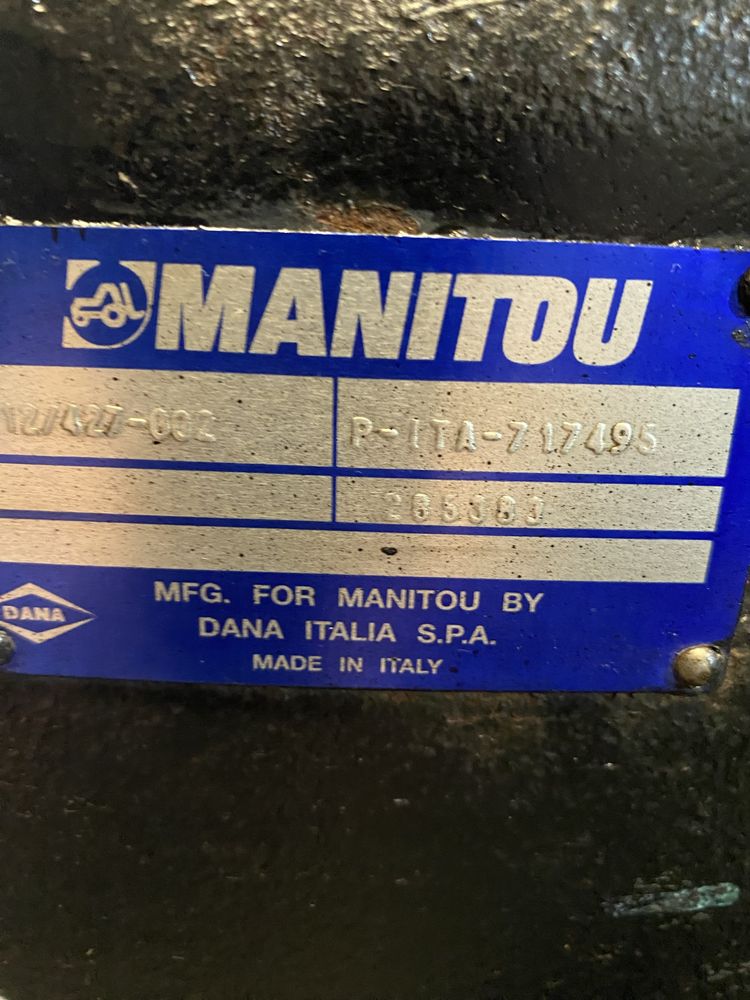 MANITOU
P-ITA-717495
DANA
MFG. FOR MANITOU BY
DANA ITALIA S.P.A.
MADE IN ITALY